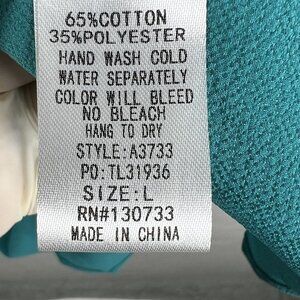 65%COTTON
35%POLYESTER
HAND WASH COLD
WATER SEPARATELY
COLOR WILL BLEED
NO BLEACH
HANG TO DRY
STYLE:A3733
PO:TL31936
SIZE:L
RN#130733
MADE IN CHINA